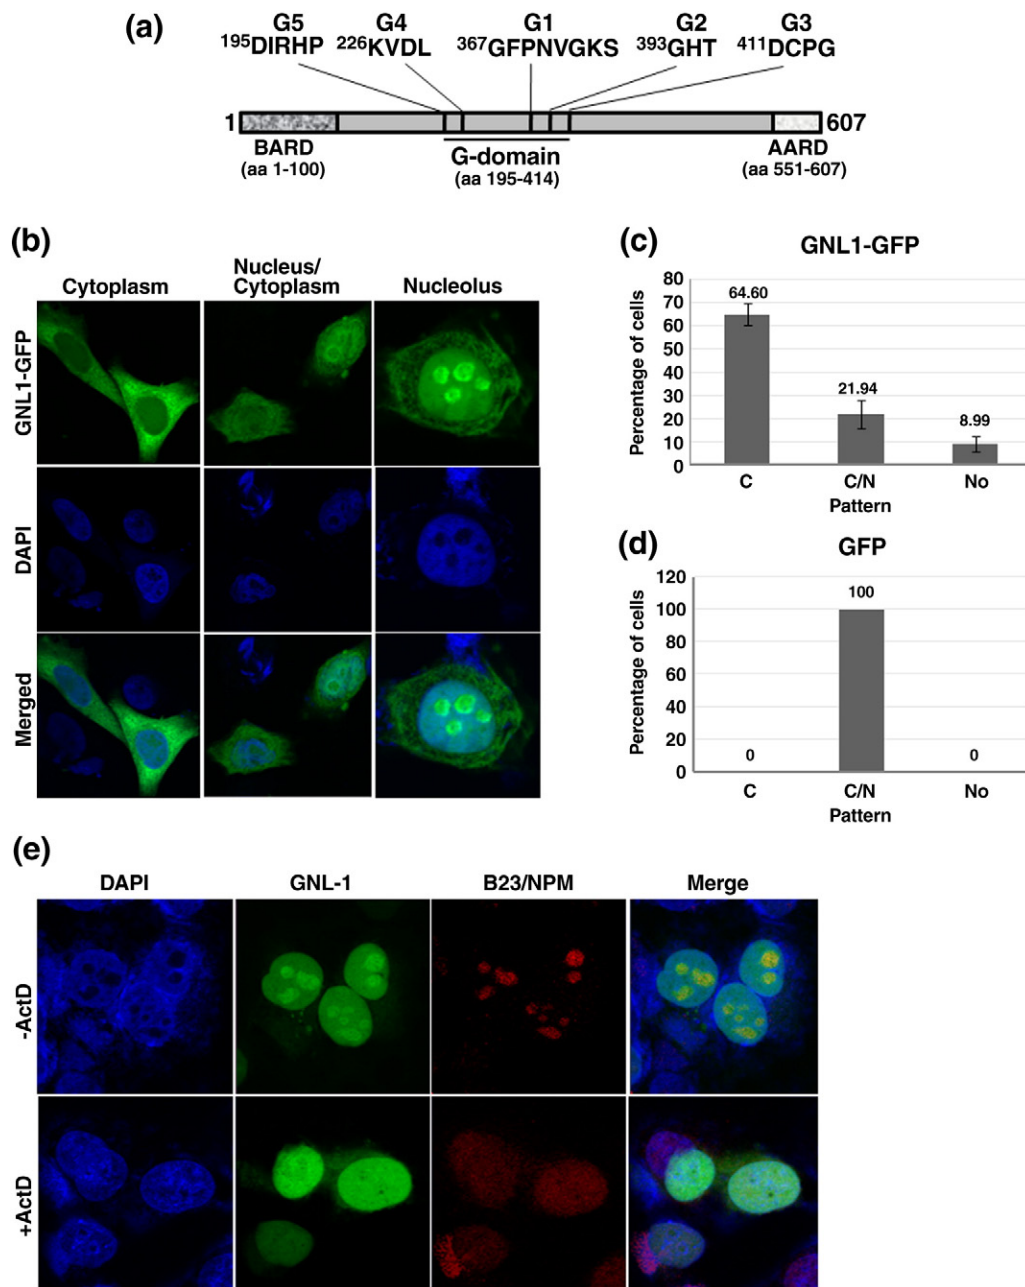 (a)
G5 G4 G1 G2 G3
195DIRHP 226KVDL 367GFPNVGKS 393GHT 411DCPG
1 607
BARD G-domain AARD
(aa 1-100) (aa 195-414) (aa 551-607)
(b)
Cytoplasm Nucleus/ Nucleolus
Cytoplasm
GNL1-GFP
DAPI
Merged
(c)
GNL1-GFP
Percentage of cells
80
70
60
50
40
30
20
10
0
64.60
21.94
8.99
C C/N No
Pattern
(d)
GFP
Percentage of cells
120
100
80
60
40
20
0
0
100
0
C C/N No
Pattern
(e)
DAPI GNL-1 B23/NPM Merge
-ActD
+ActD